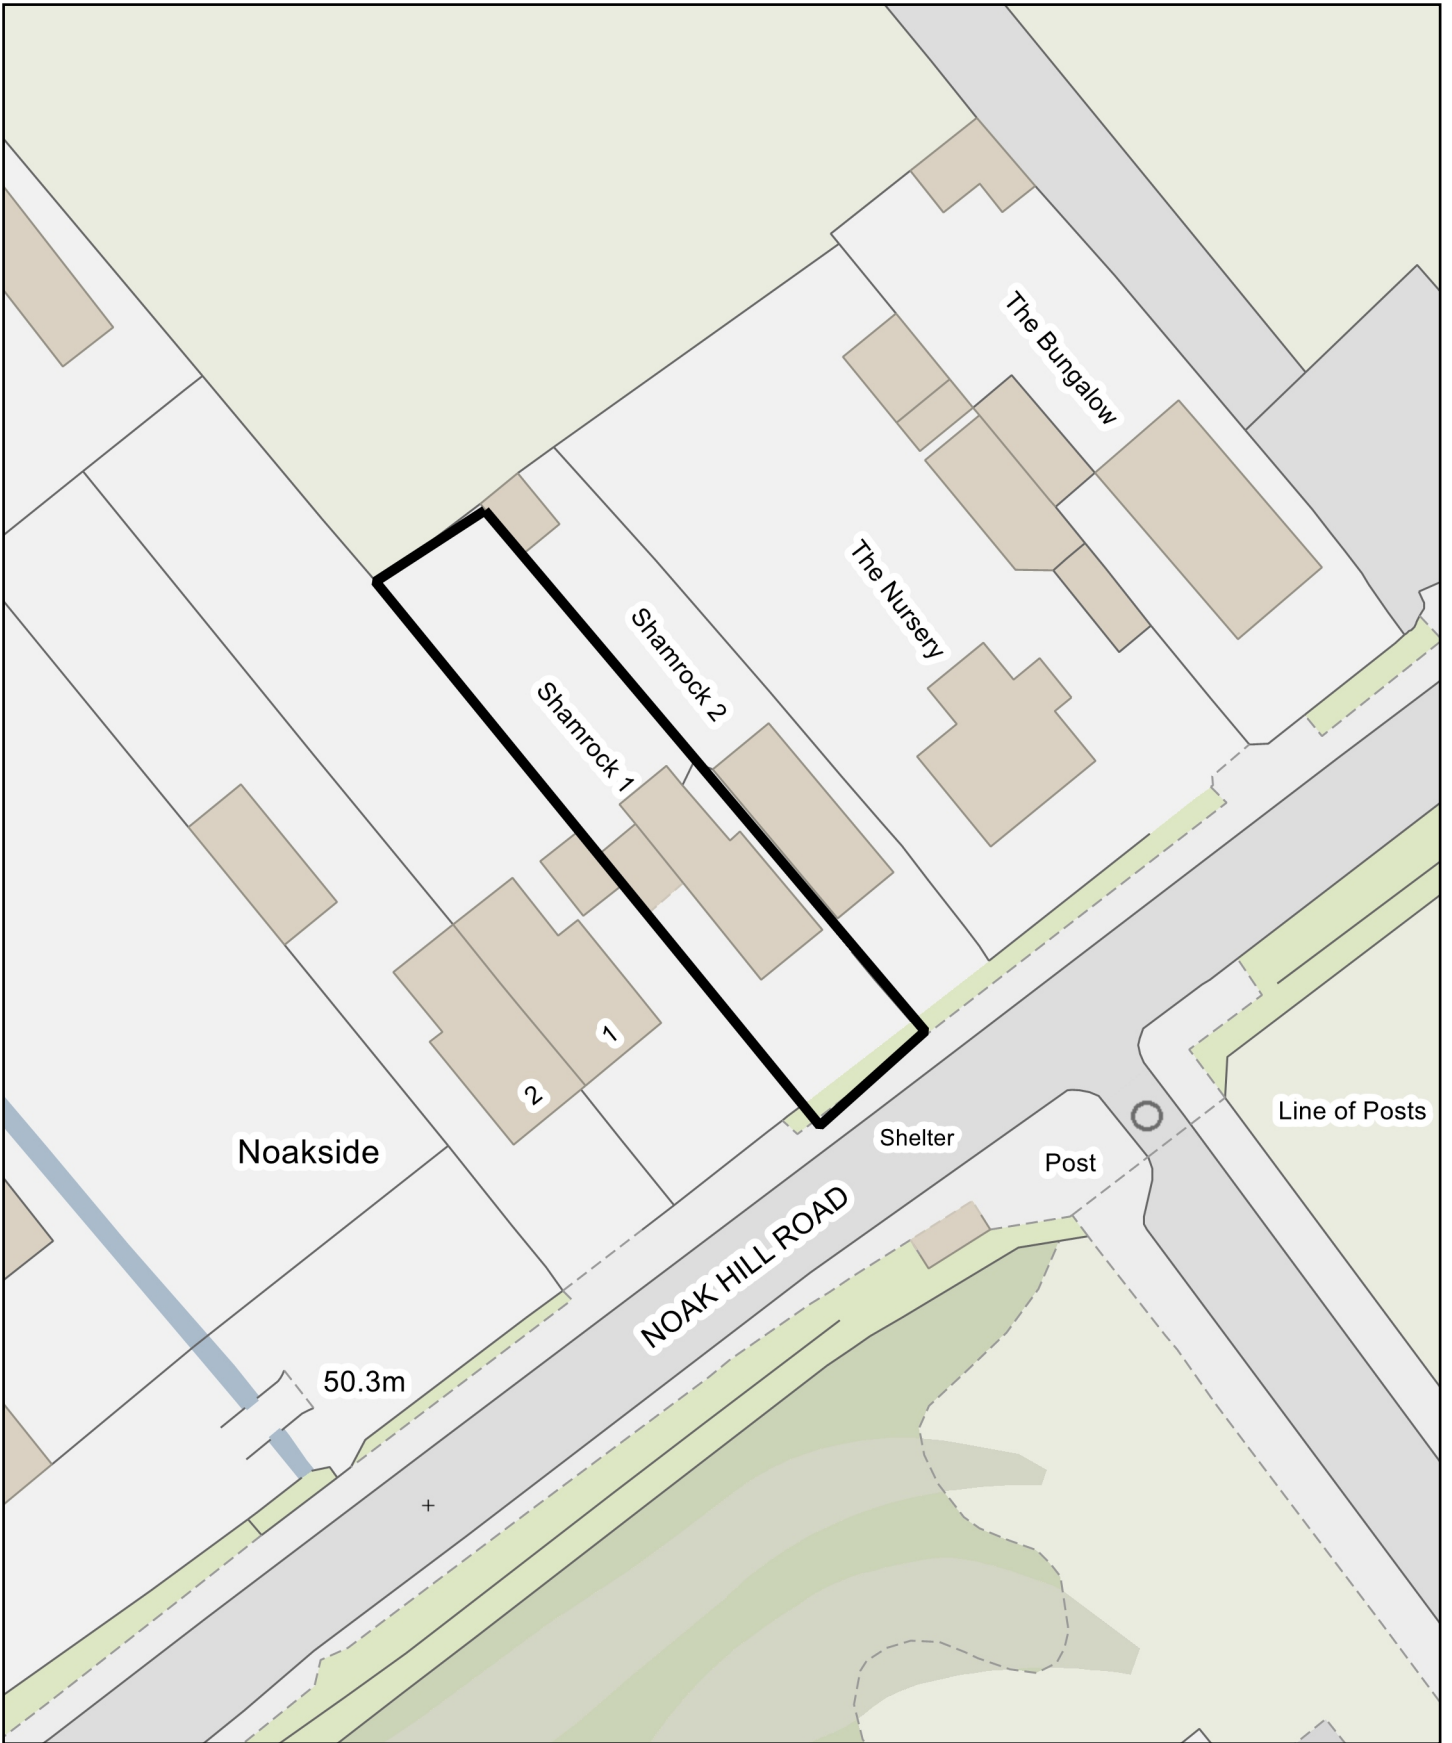 The Bungalow
The Nursery
Shamrock 2
Shamrock 1
1
2
Noakside
Line of Posts
Shelter
Post
NOAK HILL ROAD
50.3m